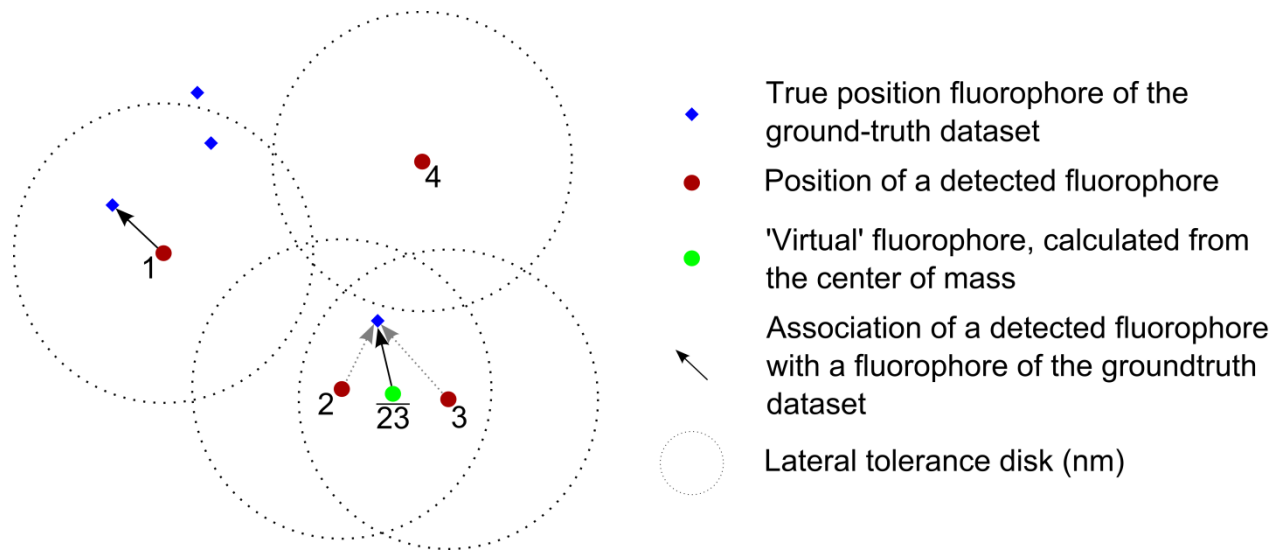 1
4
2
23
3
True position fluorophore of the
ground-truth dataset
Position of a detected fluorophore
'Virtual' fluorophore, calculated from
the center of mass
Association of a detected fluorophore
with a fluorophore of the groundtruth
dataset
Lateral tolerance disk (nm)